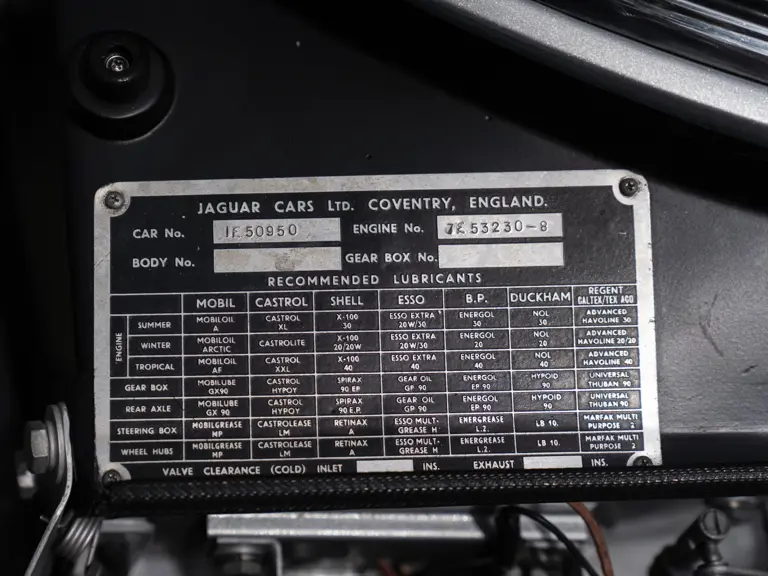 JAGUAR CARS LTD. COVENTRY, ENGLAND.
CAR No. 1E50950 ENGINE No. 7E53230-8
BODY No. GEAR BOX No.
RECOMMENDED LUBRICANTS
MOBIL CASTROL SHELL ESSO B.P. DUCKHAM REGENT CALTEX/TEX AGO
ENGINE
SUMMER MOBILOIL A CASTROL XL X-100 30 ESSO EXTRA 20W/30 ENERGOL 30 NOL 30 ADVANCED HAVOLINE 30
WINTER MOBILOIL ARCTIC CASTROLITE X-100 20/20W ESSO EXTRA 20W/30 ENERGOL 20 NOL 20 ADVANCED HAVOLINE 20/20
TROPICAL MOBILOIL AF CASTROL XXL X-100 40 ESSO EXTRA 40 ENERGOL 40 NOL 40 ADVANCED HAVOLINE 40
GEAR BOX MOBILUBE GX90 CASTROL HYPOY SPIRAX 90 EP GEAR OIL GP 90 ENERGOL EP 90 HYPOID 90 UNIVERSAL THUBAN 90
REAR AXLE MOBILUBE GX 90 CASTROL HYPOY SPIRAX 90 E.P. GEAR OIL GP 90 ENERGOL EP. 90 HYPOID 90 UNIVERSAL THUBAN 90
STEERING BOX MOBILGREASE MP CASTROLEASE LM RETINAX A ESSO MULT- GREASE H ENERGREASE L.2. LB 10. MARFAK MULTI PURPOSE 2
WHEEL HUBS MOBILGREASE MP CASTROLEASE LM RETINAX A ESSO MULT- GREASE H ENERGREASE L.2. LB 10. MARFAK MULTI PURPOSE 2
VALVE CLEARANCE (COLD) INLET INS. EXHAUST INS.